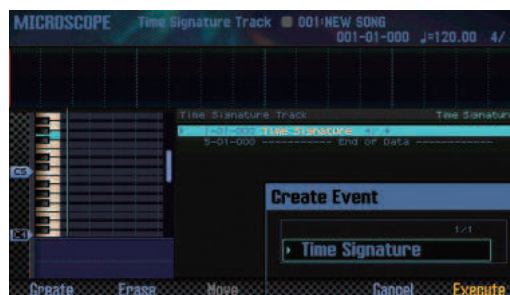 MICROSCOPE Time Signature Track 001:NEW SONG
001-01-000 ♩=120.00 4/
Time Signature Track Time Signatur
1-01-000 Time Signature 4/ 4
5-01-000 ----------- End of Data ---------------
C5
C4
Create Event
1/1
Time Signature
Create Erase Move Cancel Execute